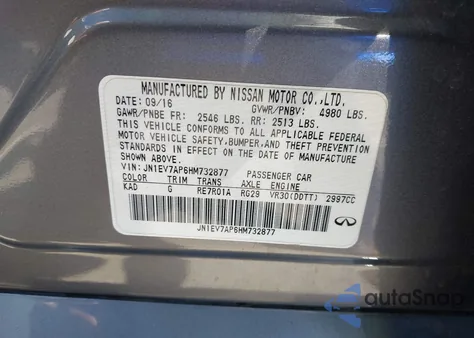 MANUFACTURED BY NISSAN MOTOR CO.,LTD.
DATE: 09/16 GVWR/PNBV: 4980 LBS.
GAWR/PNBE FR: 2546 LBS. RR: 2513 LBS.
THIS VEHICLE CONFORMS TO ALL APPLICABLE FEDERAL
MOTOR VEHICLE SAFETY,BUMPER,AND THEFT PREVENTION
STANDARDS IN EFFECT ON THE DATE OF MANUFACTURE
SHOWN ABOVE.
VIN: JN1EV7AP6HM732877 PASSENGER CAR
COLOR TRIM TRANS AXLE ENGINE
KAD G RE7R01A RG29 VR30(DDTT) 2997CC
JN1EV7AP6HM732877
autoSnap